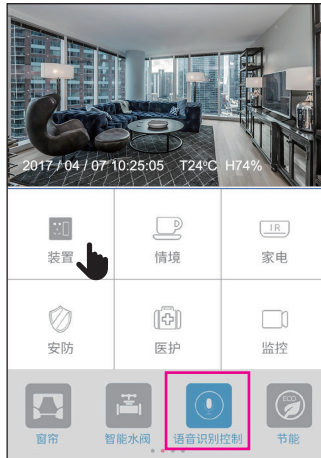 2017 / 04 / 07 10:25:05 T24°C H74%
IR
装置 情境 家电
安防 医护 监控
ECO
窗帘 智能水阀 语音识别控制 节能